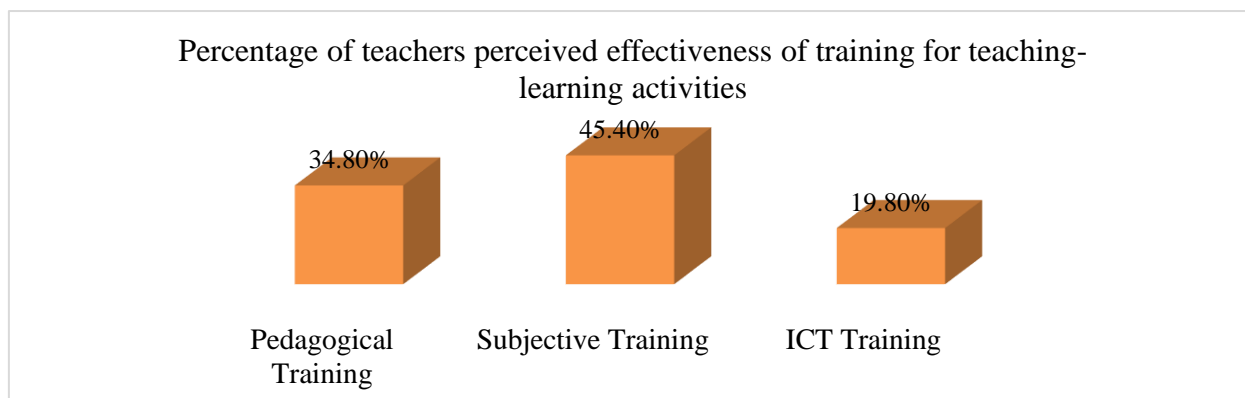 Percentage of teachers perceived effectiveness of training for teaching-
learning activities
34.80%
45.40%
19.80%
Pedagogical
Training
Subjective Training
ICT Training